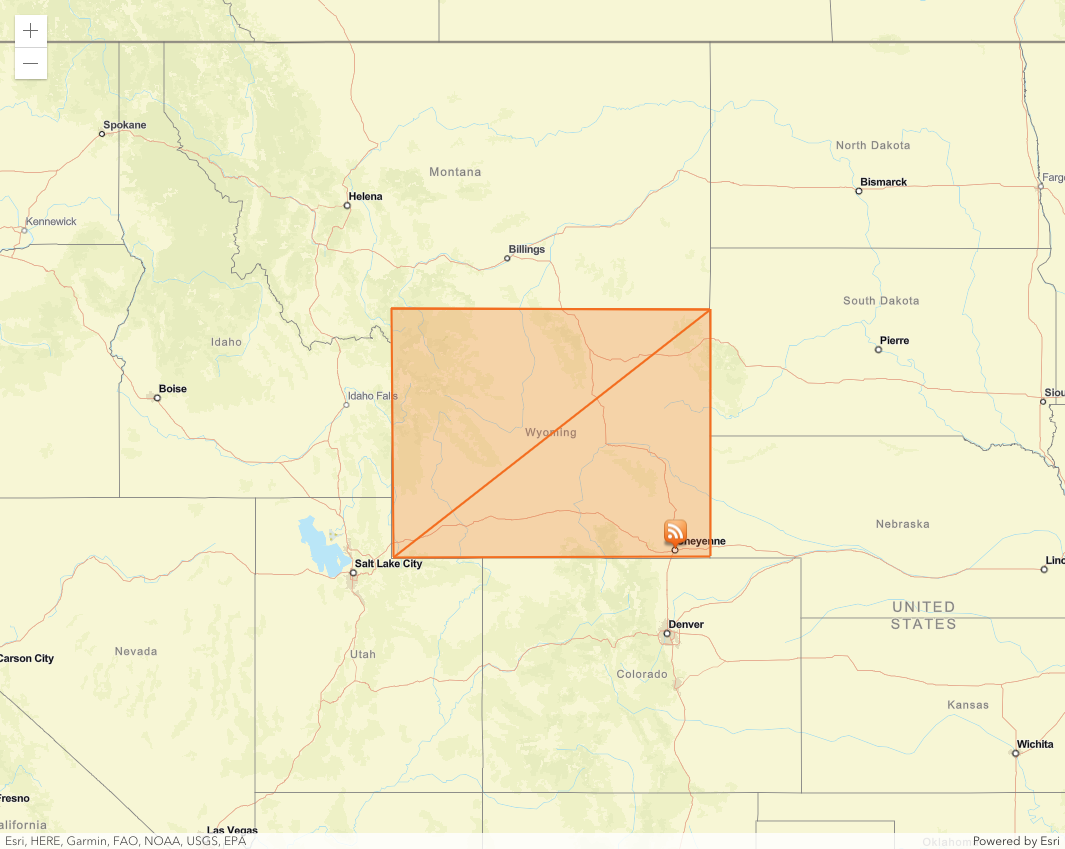 Spokane
North Dakota
Montana
Bismarck
Farg
Helena
Kennewick
Billings
South Dakota
Idaho
Pierre
Boise
Idaho Falls
Siou
Wyoming
Nebraska
Cheyenne
Salt Lake City
Linc
UNITED
STATES
Denver
Nevada
Carson City
Utah
Colorado
Kansas
Wichita
Fresno
alifornia
Las Vegas
Esri, HERE, Garmin, FAO, NOAA, USGS, EPA
Oklahom
Powered by Esri